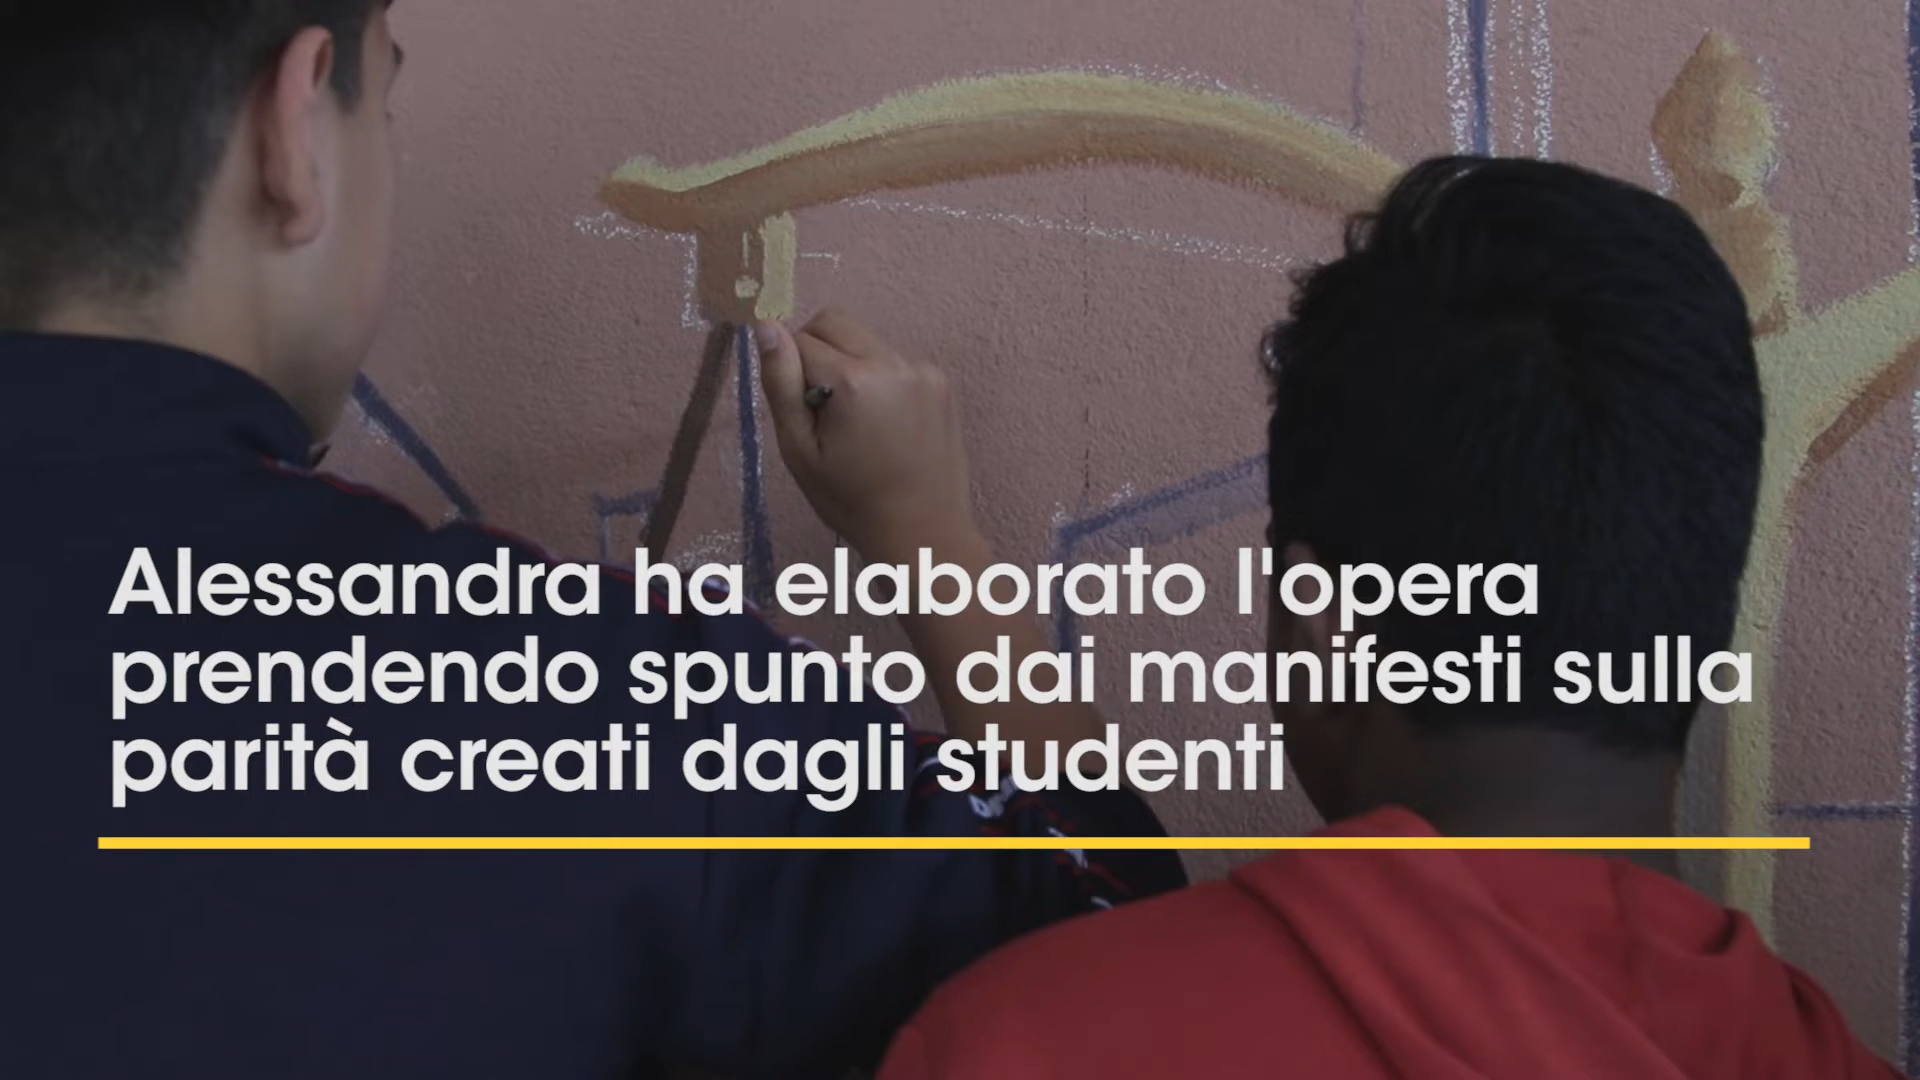 Alessandra ha elaborato l'opera
prendendo spunto dai manifesti sulla
parità creati dagli studenti